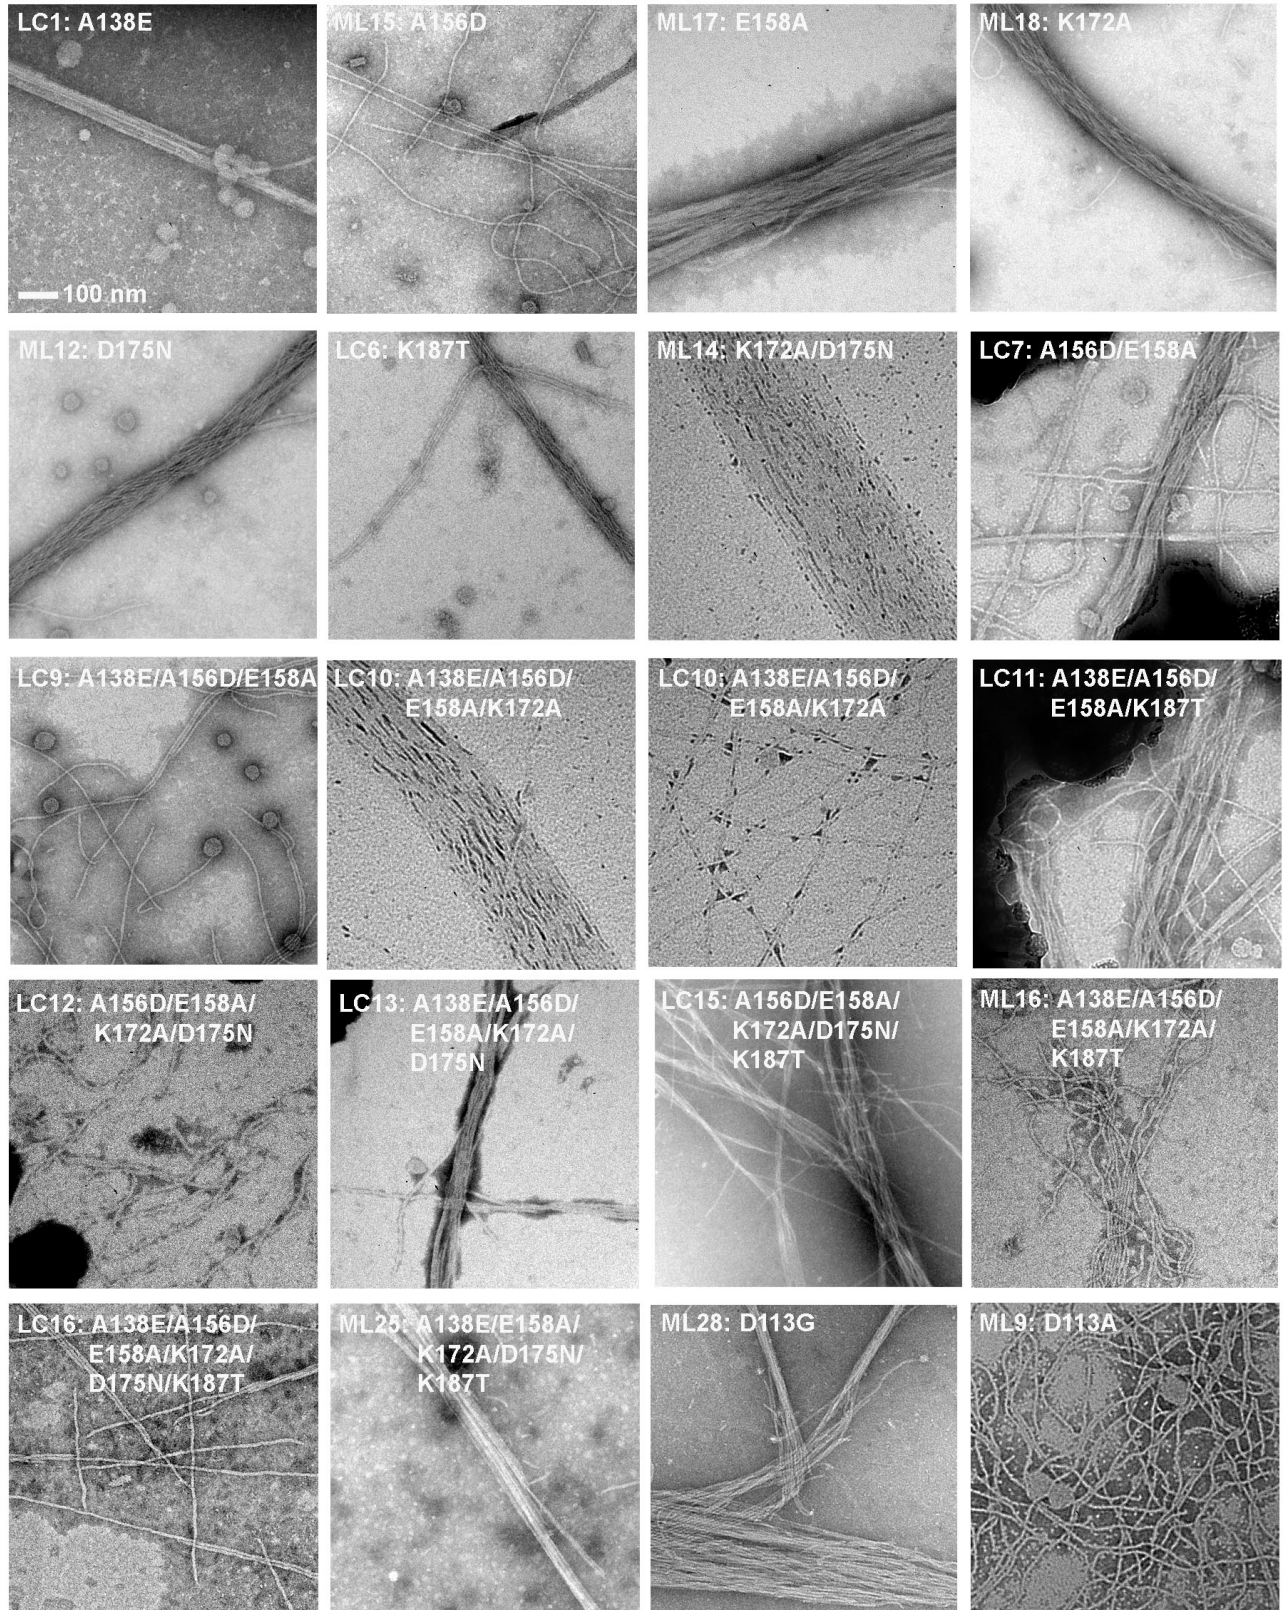 LC1: A138E
ML15: A156D
ML17: E158A
ML18: K172A
100 nm
ML12: D175N
LC6: K187T
ML14: K172A/D175N
LC7: A156D/E158A
LC9: A138E/A156D/E158A
LC10: A138E/A156D/
E158A/K172A
LC10: A138E/A156D/
E158A/K172A
LC11: A138E/A156D/
E158A/K187T
LC12: A156D/E158A/
K172A/D175N
LC13: A138E/A156D/
E158A/K172A/
D175N
LC15: A156D/E158A/
K172A/D175N/
K187T
ML16: A138E/A156D/
E158A/K172A/
K187T
LC16: A138E/A156D/
E158A/K172A/
D175N/K187T
ML25: A138E/E158A/
K172A/D175N/
K187T
ML28: D113G
ML9: D113A